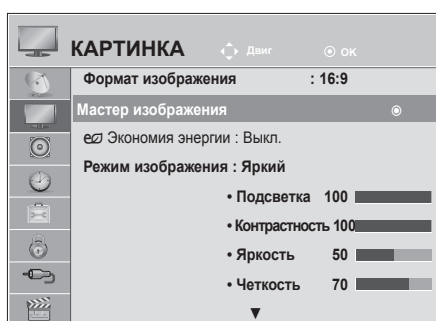 КАРТИНКА Двиг ОК
Формат изображения : 16:9
Мастер изображения
Экономия энергии : Выкл.
Режим изображения : Яркий
• Подсветка 100
• Контрастность 100
• Яркость 50
• Четкость 70